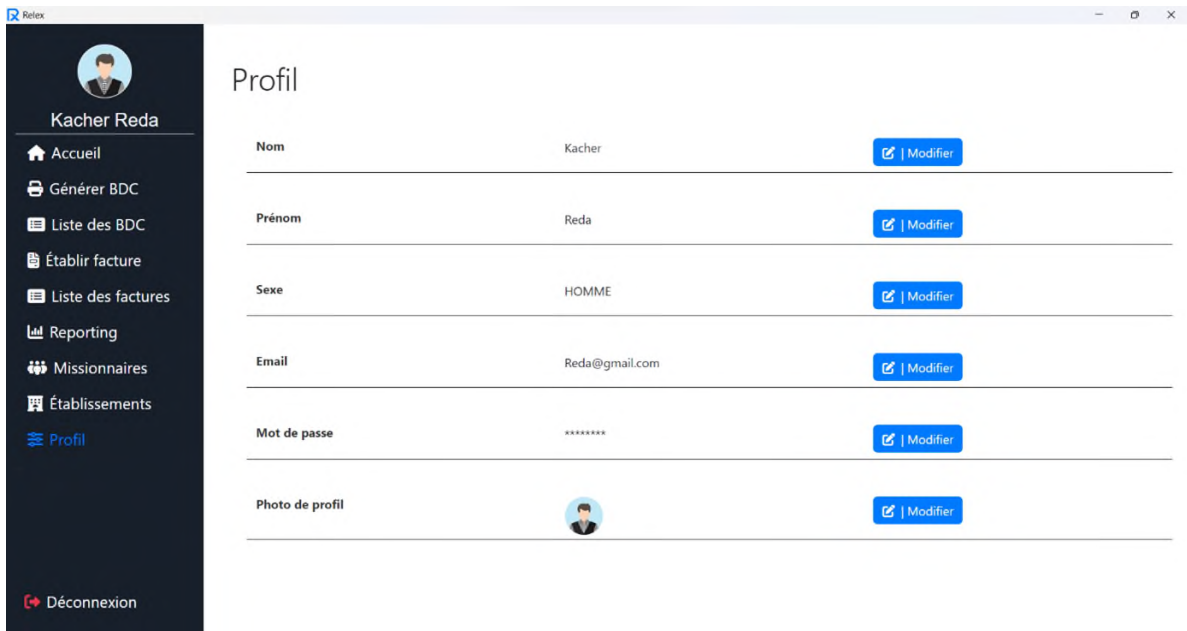 Relex
Kacher Reda
Accueil
Générer BDC
Liste des BDC
Établir facture
Liste des factures
Reporting
Missionnaires
Établissements
Profil
Déconnexion
Profil
Nom Kacher | Modifier
Prénom Reda | Modifier
Sexe HOMME | Modifier
Email Reda@gmail.com | Modifier
Mot de passe ******** | Modifier
Photo de profil | Modifier